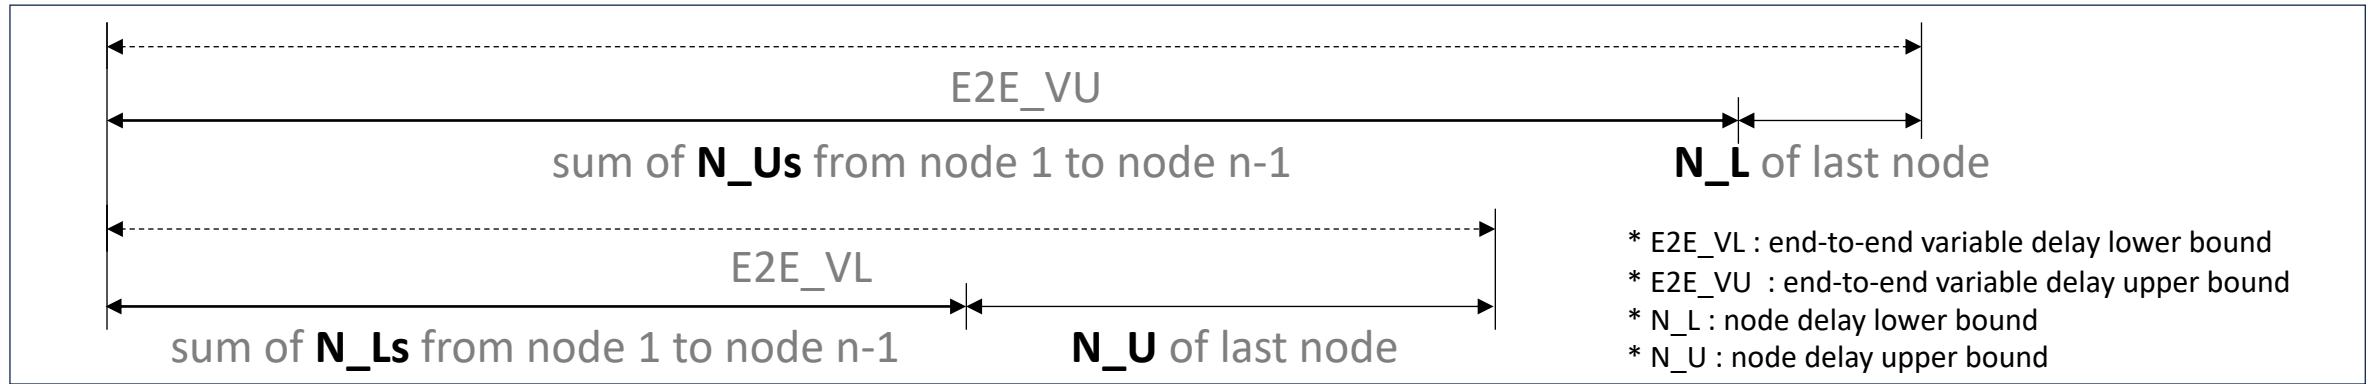 E2E_VU
sum of N_Us from node 1 to node n-1
N_L of last node
E2E_VL
sum of N_Ls from node 1 to node n-1
N_U of last node
* E2E_VL : end-to-end variable delay lower bound
* E2E_VU : end-to-end variable delay upper bound
* N_L : node delay lower bound
* N_U : node delay upper bound